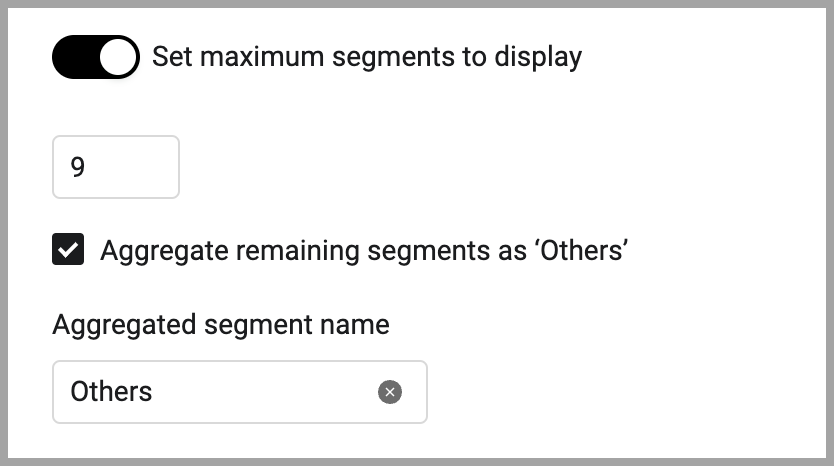 Set maximum segments to display
9
Aggregate remaining segments as ‘Others’
Aggregated segment name
Others